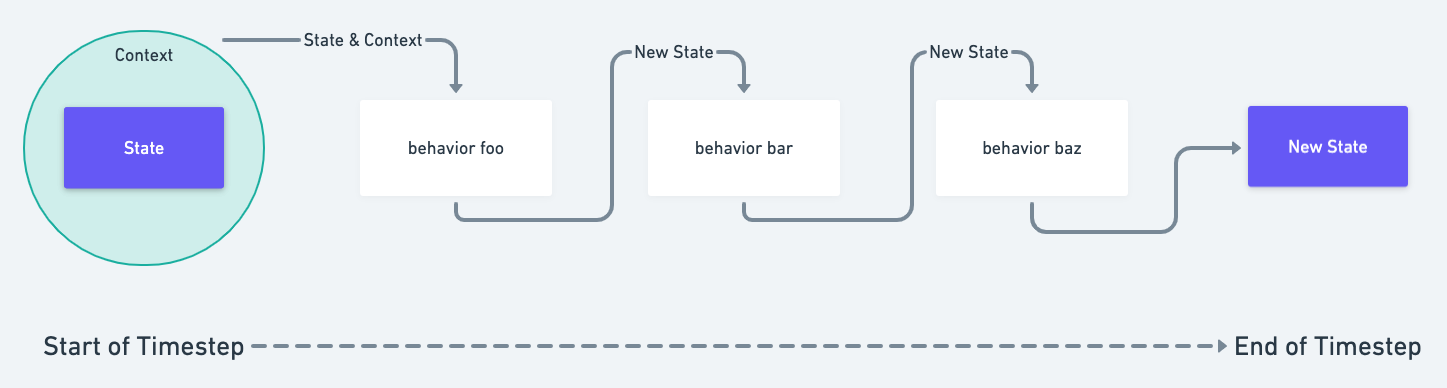 Context
State
State & Context
behavior foo
New State
behavior bar
New State
behavior baz
New State
Start of Timestep
End of Timestep